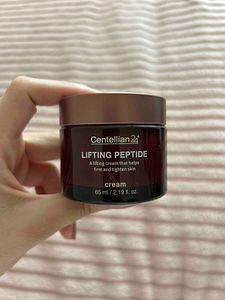 Centellian24
LIFTING PEPTIDE
A lifting cream that helps
firm and tighten skin
cream
65 ml / 2.19 fl. oz.